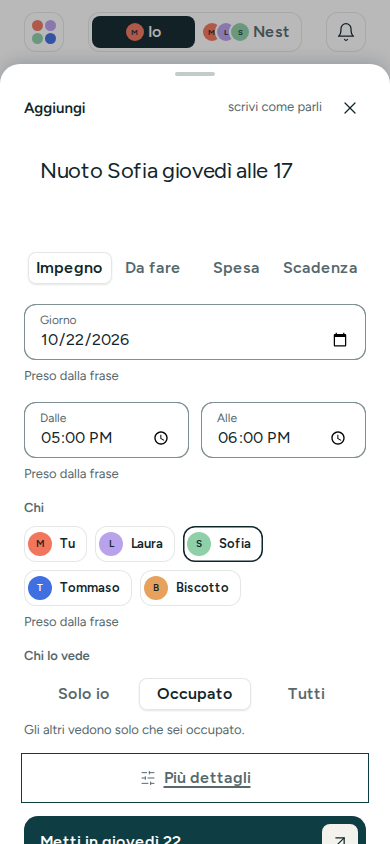 M Io M L S Nest
Aggiungi scrivi come parli
Nuoto Sofia giovedì alle 17
Impegno Da fare Spesa Scadenza
Giorno
10/22/2026
Preso dalla frase
Dalle Alle
05:00 PM 06:00 PM
Preso dalla frase
Chi
M Tu L Laura S Sofia
T Tommaso B Biscotto
Preso dalla frase
Chi lo vede
Solo io Occupato Tutti
Gli altri vedono solo che sei occupato.
Più dettagli
Metti in giovedì 22